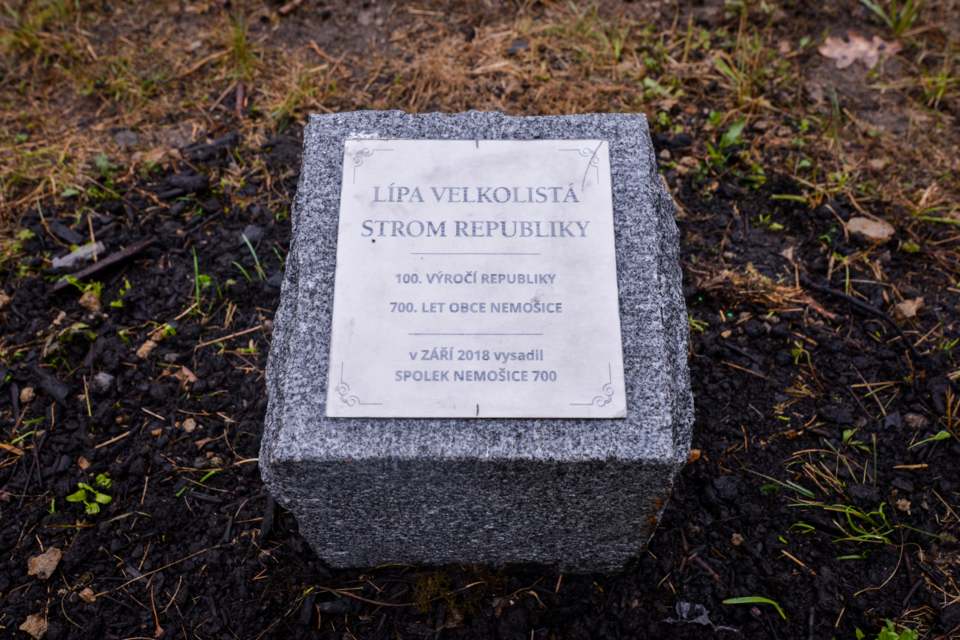 LÍPA VELKOLISTÁ
STROM REPUBLIKY
100. VÝROČÍ REPUBLIKY
700. LET OBCE NEMOŠICE
v ZÁŘÍ 2018 vysadil
SPOLEK NEMOŠICE 700